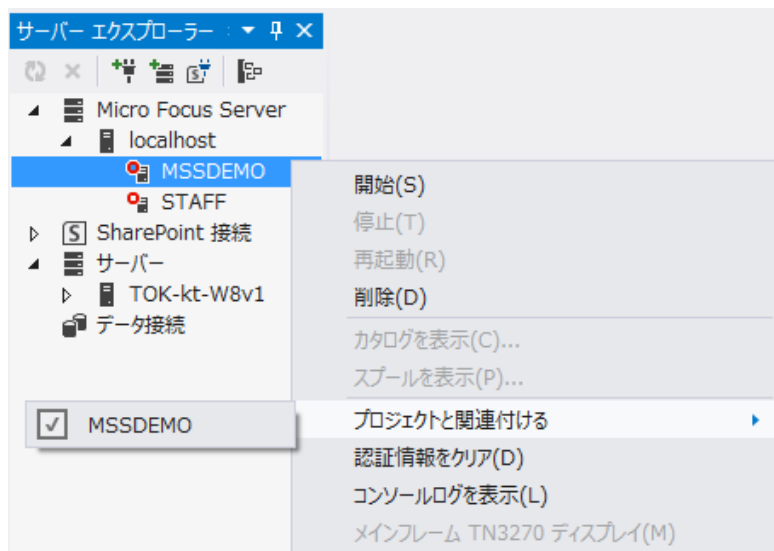 サーバー エクスプローラー
Micro Focus Server
localhost
MSSDEMO
STAFF
SharePoint 接続
サーバー
TOK-kt-W8v1
データ接続
開始(S)
停止(T)
再起動(R)
削除(D)
カタログを表示(C)...
スプールを表示(P)...
プロジェクトと関連付ける
MSSDEMO
認証情報をクリア(D)
コンソールログを表示(L)
メインフレーム TN3270 ディスプレイ(M)